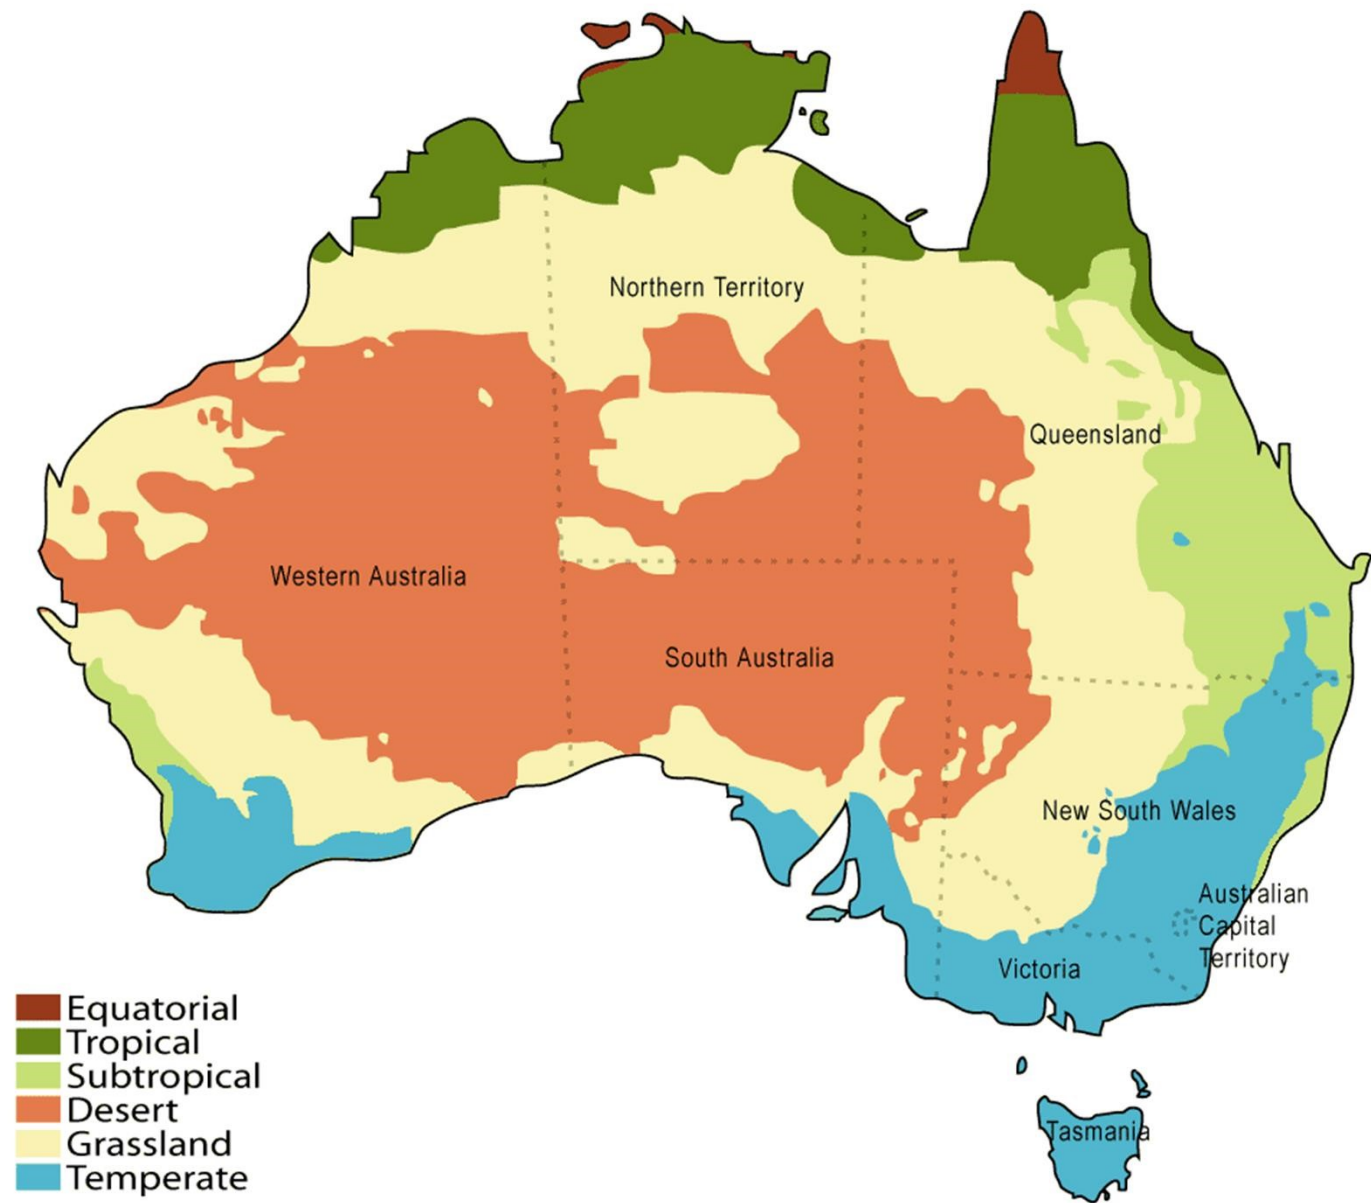 Northern Territory
Queensland
Western Australia
South Australia
New South Wales
Australian
Capital
Territory
Victoria
Tasmania
Equatorial
Tropical
Subtropical
Desert
Grassland
Temperate